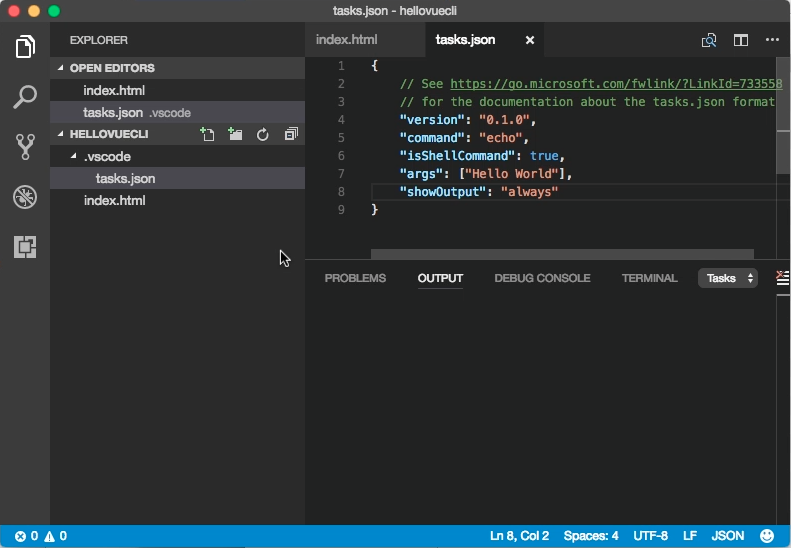 tasks.json - hellovuecli
EXPLORER
OPEN EDITORS
index.html
tasks.json .vscode
HELLOVUECLI
.vscode
tasks.json
index.html
index.html
tasks.json
1 {
2 // See https://go.microsoft.com/fwlink/?LinkId=733558
3 // for the documentation about the tasks.json format
4 "version": "0.1.0",
5 "command": "echo",
6 "isShellCommand": true,
7 "args": ["Hello World"],
8 "showOutput": "always"
9 }
PROBLEMS OUTPUT DEBUG CONSOLE TERMINAL Tasks
0 0 Ln 8, Col 2 Spaces: 4 UTF-8 LF JSON